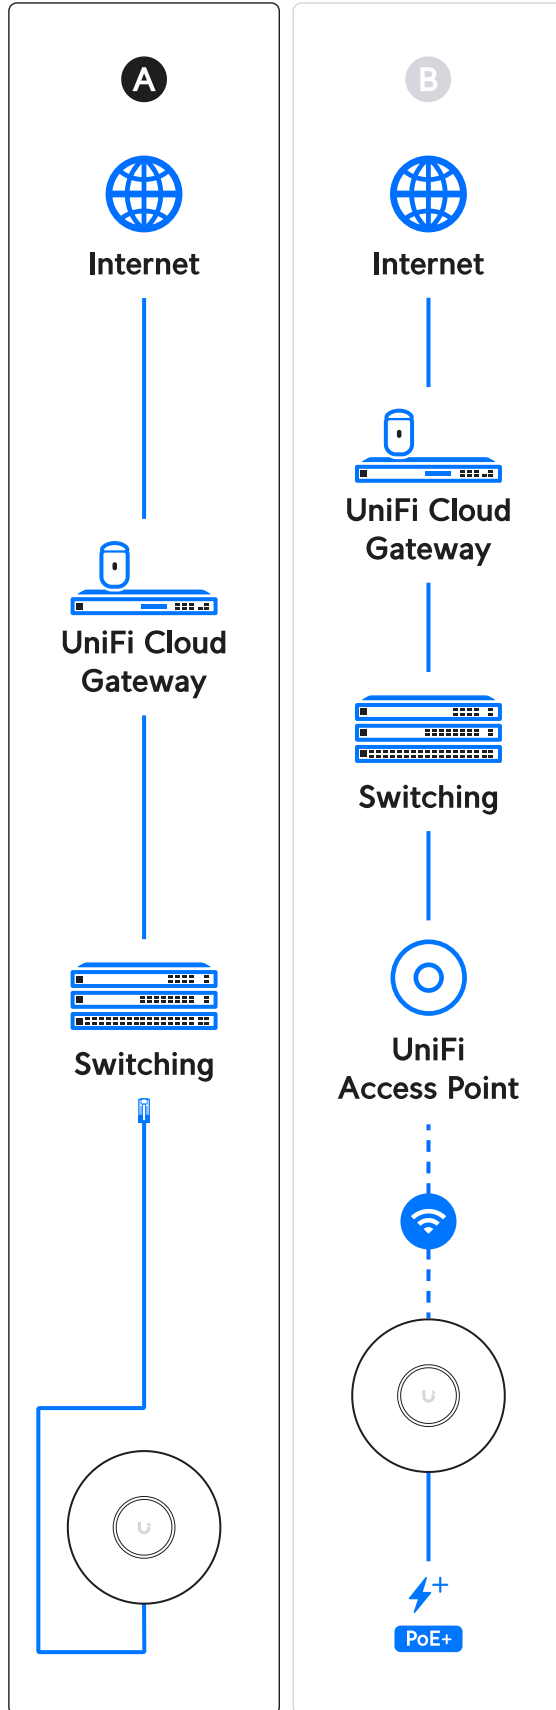 A
Internet
UniFi Cloud
Gateway
Switching
B
Internet
UniFi Cloud
Gateway
Switching
UniFi
Access Point
PoE+